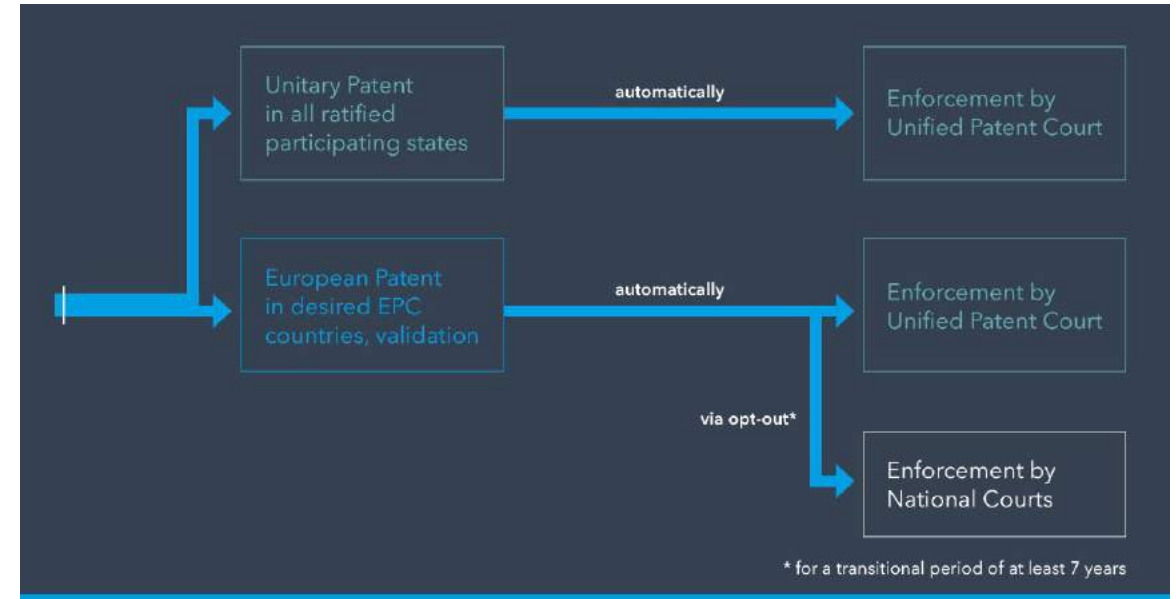 Unitary Patent
in all ratified
participating states
automatically
Enforcement by
Unified Patent Court
European Patent
in desired EPC
countries, validation
automatically
Enforcement by
Unified Patent Court
via opt-out*
Enforcement by
National Courts
* for a transitional period of at least 7 years